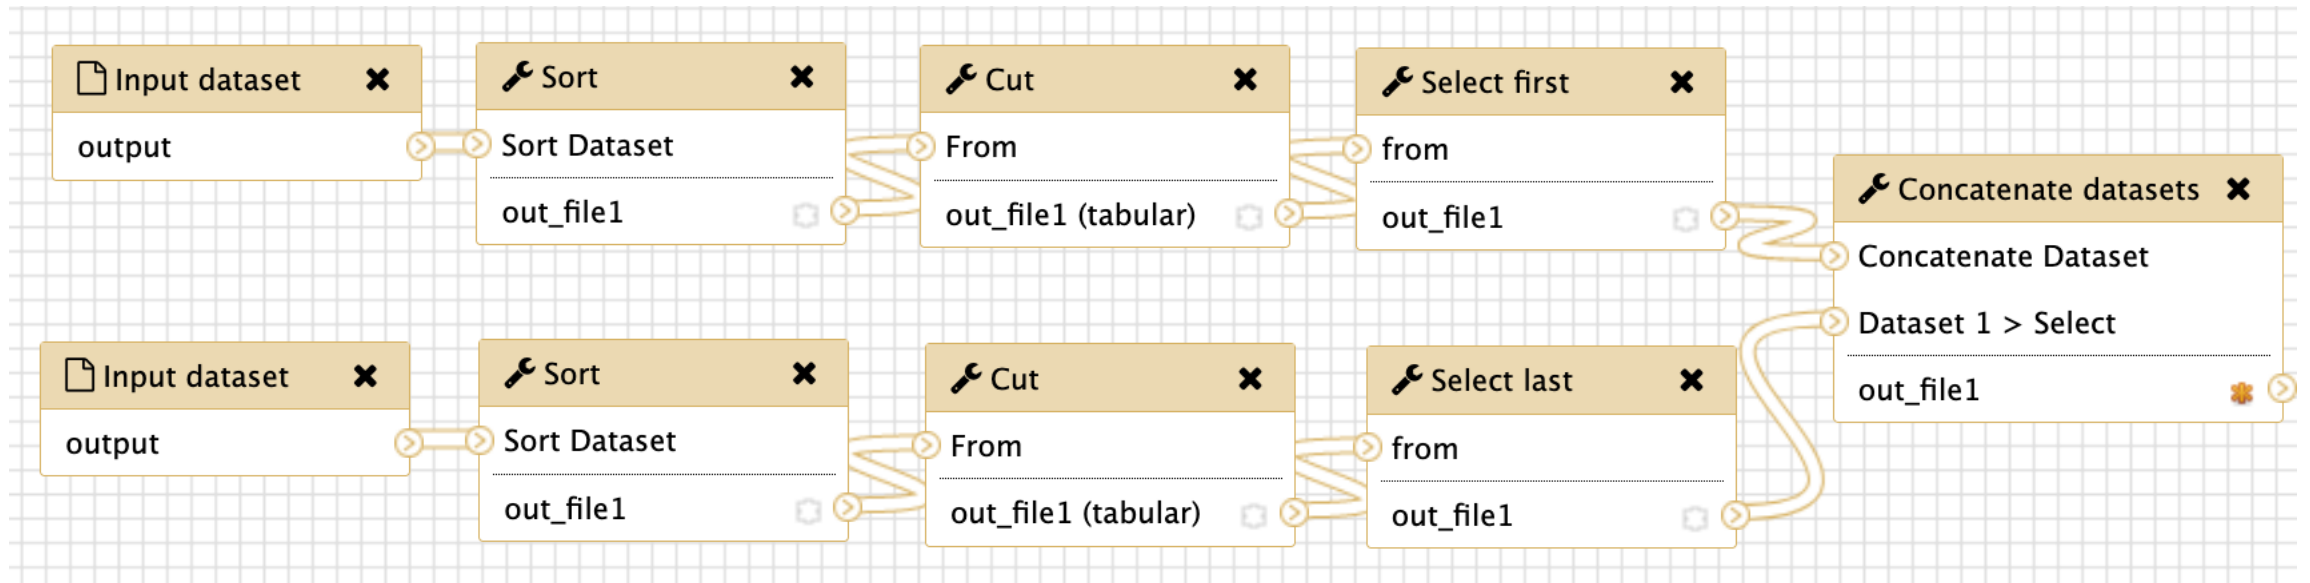 Input dataset
output
Sort
Sort Dataset
out_file1
Cut
From
out_file1 (tabular)
Select first
from
out_file1
Concatenate datasets
Concatenate Dataset
Dataset 1 > Select
out_file1
Input dataset
output
Sort
Sort Dataset
out_file1
Cut
From
out_file1 (tabular)
Select last
from
out_file1